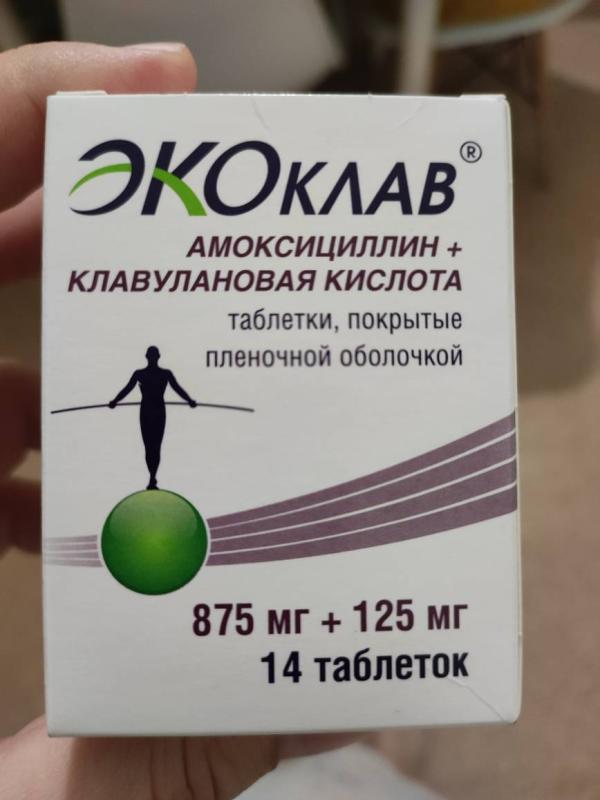 ЭКОКЛАВ®
АМОКСИЦИЛЛИН +
КЛАВУЛАНОВАЯ КИСЛОТА
таблетки, покрытые
пленочной оболочкой
875 мг + 125 мг
14 таблеток